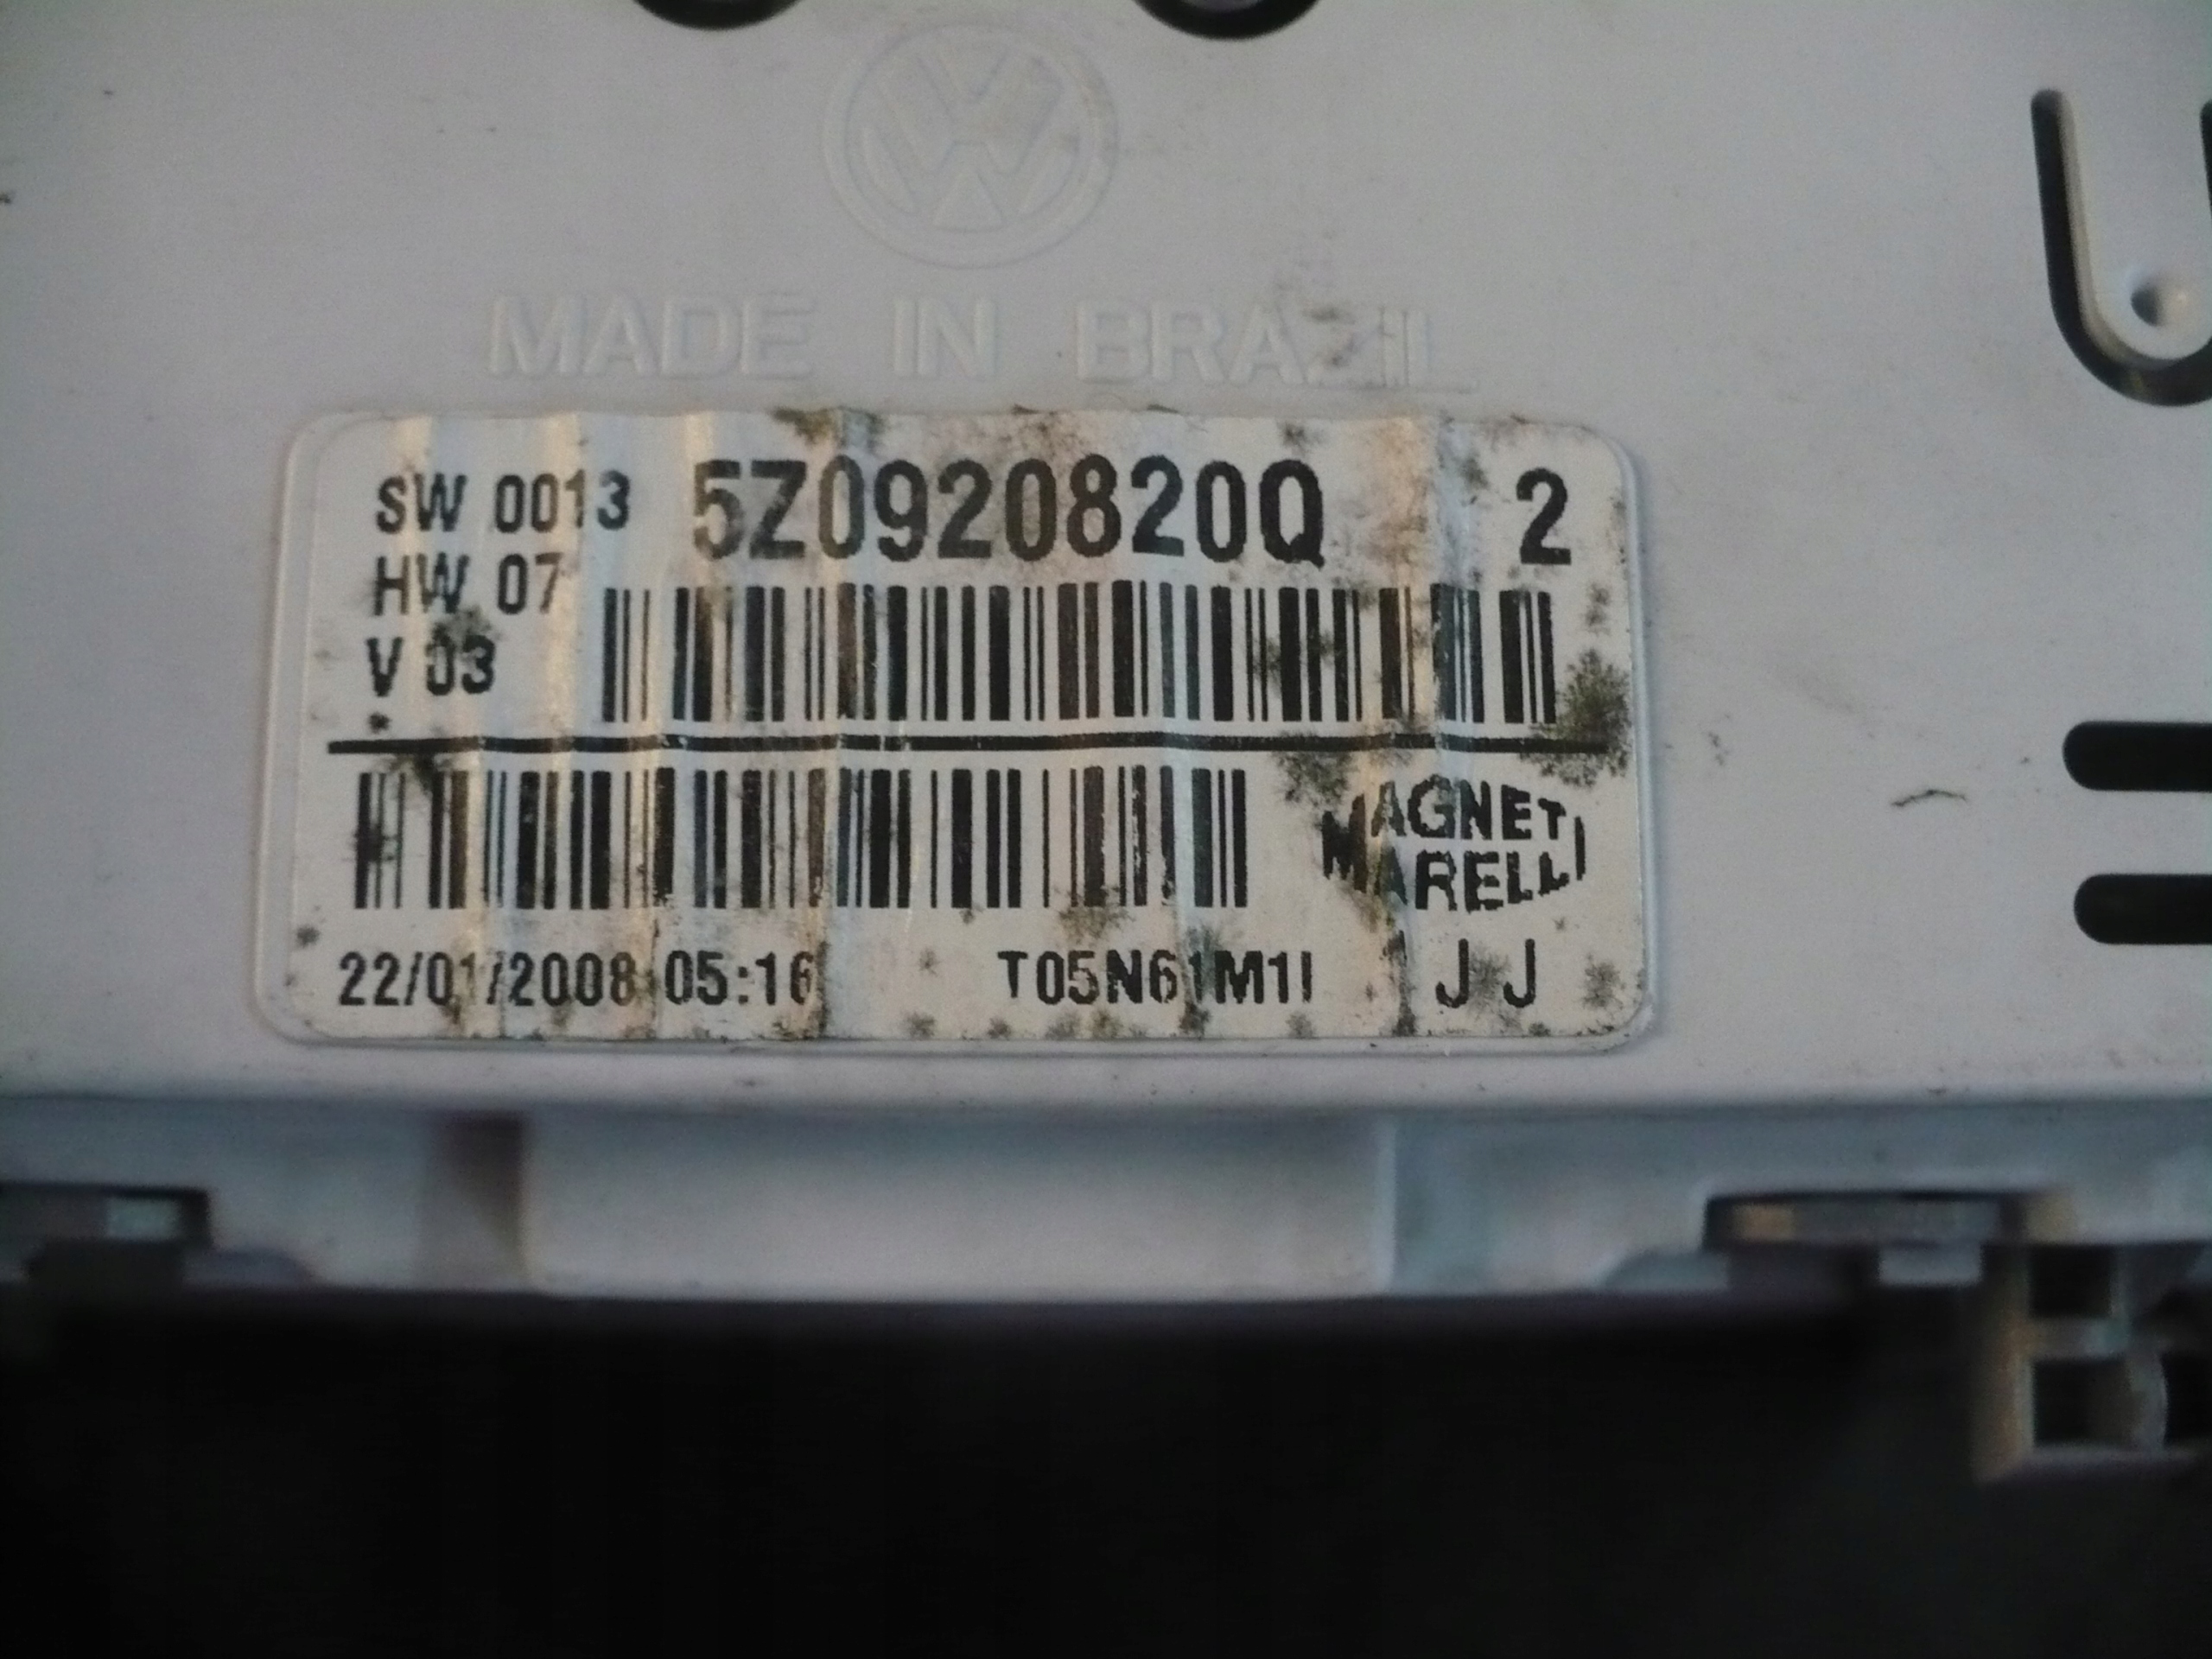 MADE IN BRAZIL
SW 0013 5Z0920820Q 2
HW 07
V 03
MAGNETI
MARELLI
22/01/2008 05:16 T05N61M1I J J